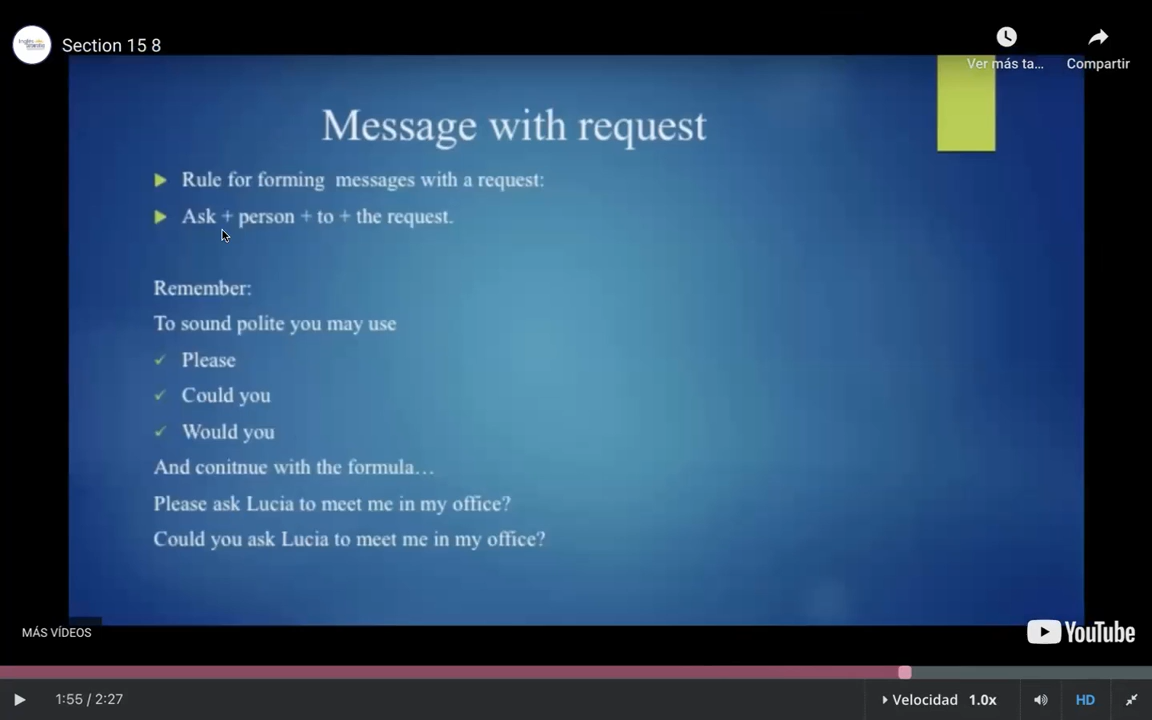 Section 15 8
Ver más ta...
Compartir
Message with request
Rule for forming messages with a request:
Ask + person + to + the request.
Remember:
To sound polite you may use
Please
Could you
Would you
And conitnue with the formula…
Please ask Lucia to meet me in my office?
Could you ask Lucia to meet me in my office?
MÁS VÍDEOS
YouTube
1:55 / 2:27
Velocidad 1.0x
HD